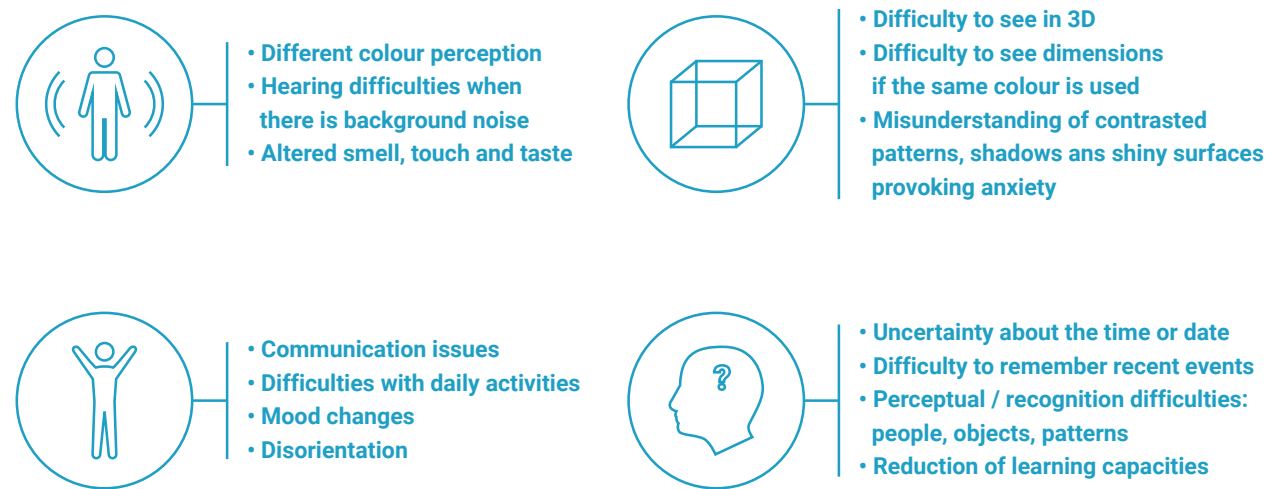 • Different colour perception
• Hearing difficulties when
there is background noise
• Altered smell, touch and taste
• Difficulty to see in 3D
• Difficulty to see dimensions
if the same colour is used
• Misunderstanding of contrasted
patterns, shadows ans shiny surfaces
provoking anxiety
• Communication issues
• Difficulties with daily activities
• Mood changes
• Disorientation
?
• Uncertainty about the time or date
• Difficulty to remember recent events
• Perceptual / recognition difficulties:
people, objects, patterns
• Reduction of learning capacities